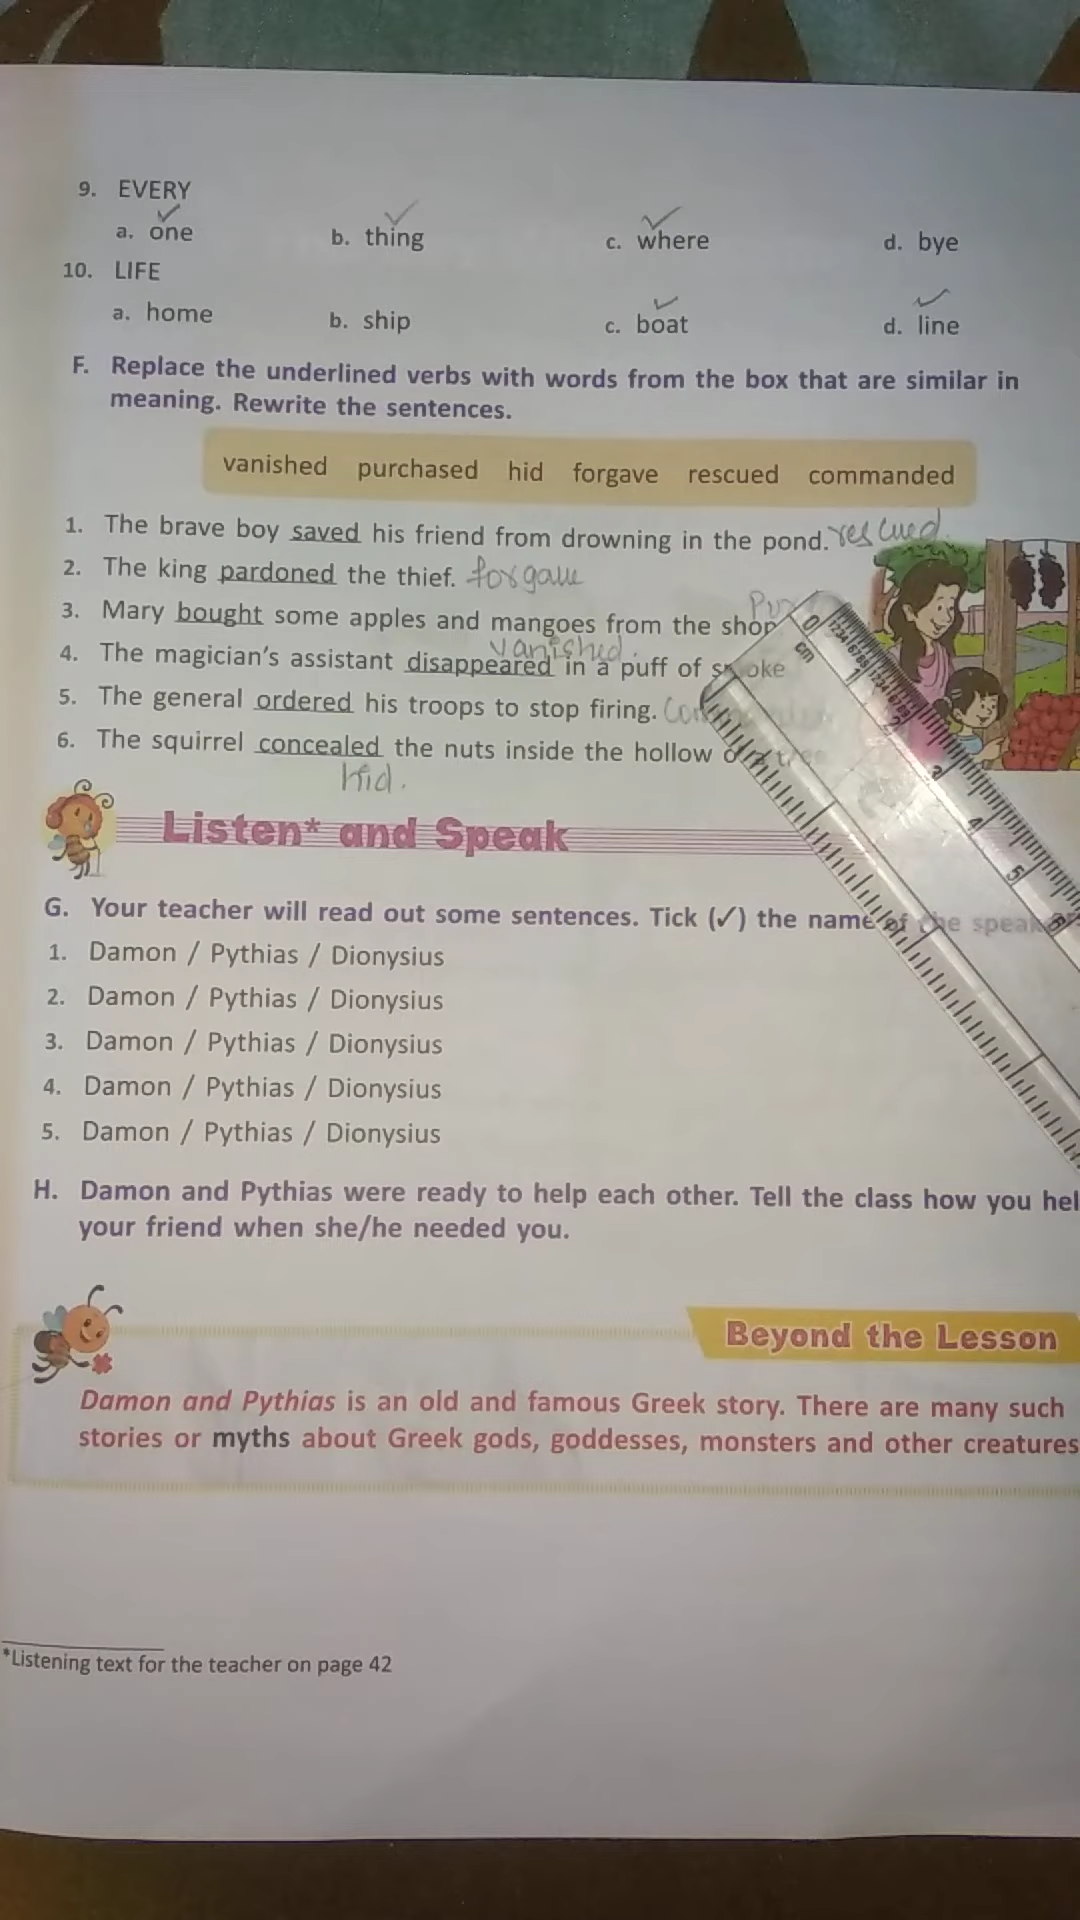 9. EVERY
a. one b. thing c. where d. bye
10. LIFE
a. home b. ship c. boat d. line
F. Replace the underlined verbs with words from the box that are similar in
meaning. Rewrite the sentences.
vanished purchased hid forgave rescued commanded
1. The brave boy saved his friend from drowning in the pond. rescued
2. The king pardoned the thief. forgave
3. Mary bought some apples and mangoes from the shop
vanished.
4. The magician's assistant disappeared in a puff of smoke
5. The general ordered his troops to stop firing.
6. The squirrel concealed the nuts inside the hollow of a tree
hid.
Listen* and Speak
G. Your teacher will read out some sentences. Tick (✓) the name of the
1. Damon / Pythias / Dionysius
2. Damon / Pythias / Dionysius
3. Damon / Pythias / Dionysius
4. Damon / Pythias / Dionysius
5. Damon / Pythias / Dionysius
H. Damon and Pythias were ready to help each other. Tell the class how you hel
your friend when she/he needed you.
Beyond the Lesson
Damon and Pythias is an old and famous Greek story. There are many such
stories or myths about Greek gods, goddesses, monsters and other creatures
*Listening text for the teacher on page 42
0 cm 1 2 3 4 5 6